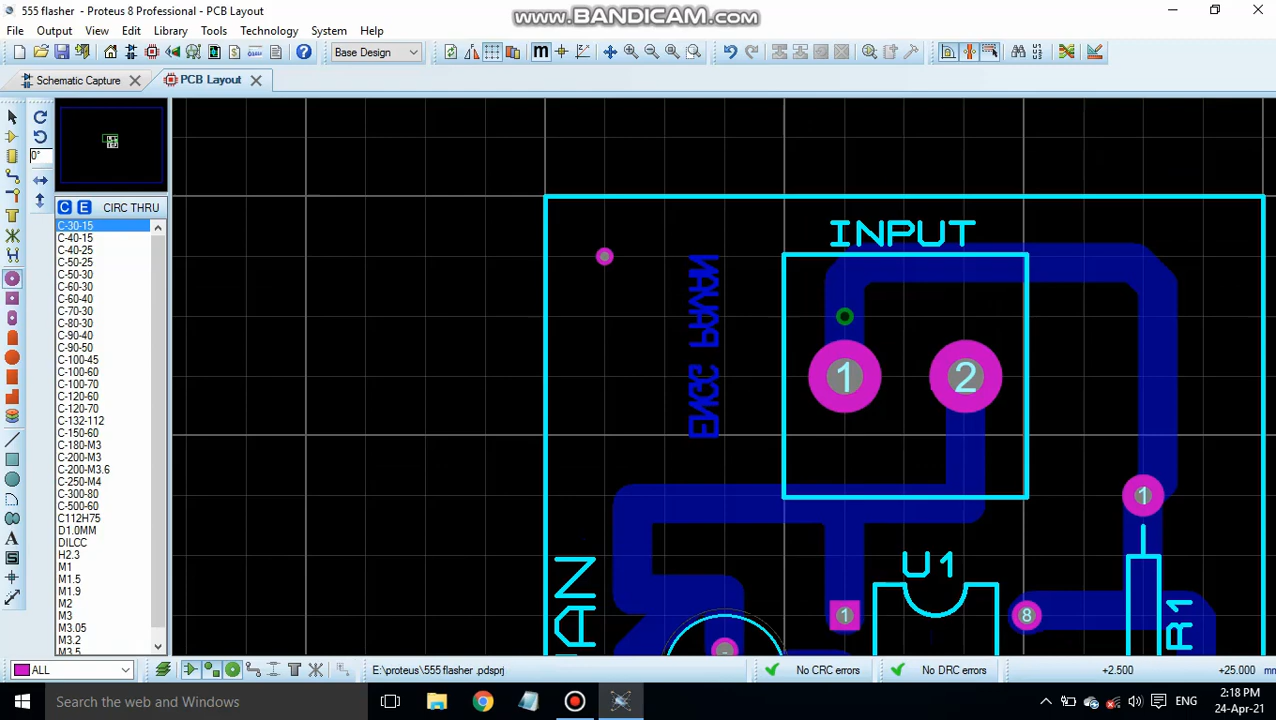 555 flasher - Proteus 8 Professional - PCB Layout
www.BANDICAM.com
File Output View Edit Library Tools Technology System Help
Base Design
Schematic Capture
PCB Layout
0°
C E CIRC THRU
C-30-15
C-40-15
C-40-25
C-50-25
C-50-30
C-60-30
C-60-40
C-70-30
C-80-30
C-90-40
C-90-50
C-100-45
C-100-60
C-100-70
C-120-60
C-120-70
C-132-112
C-150-60
C-180-M3
C-200-M3
C-200-M3.6
C-250-M4
C-300-80
C-500-60
C112H75
D1.0MM
DILCC
H2.3
M1
M1.5
M1.9
M2
M3
M3.05
M3.2
M3.5
INPUT
1 2
1
U1
1
8
R1
ALL
E:\proteus\555 flasher .pdsprj
No CRC errors
No DRC errors
+2.500
+25.000
Search the Web and Windows
ENG
2:18 PM
24-Apr-21